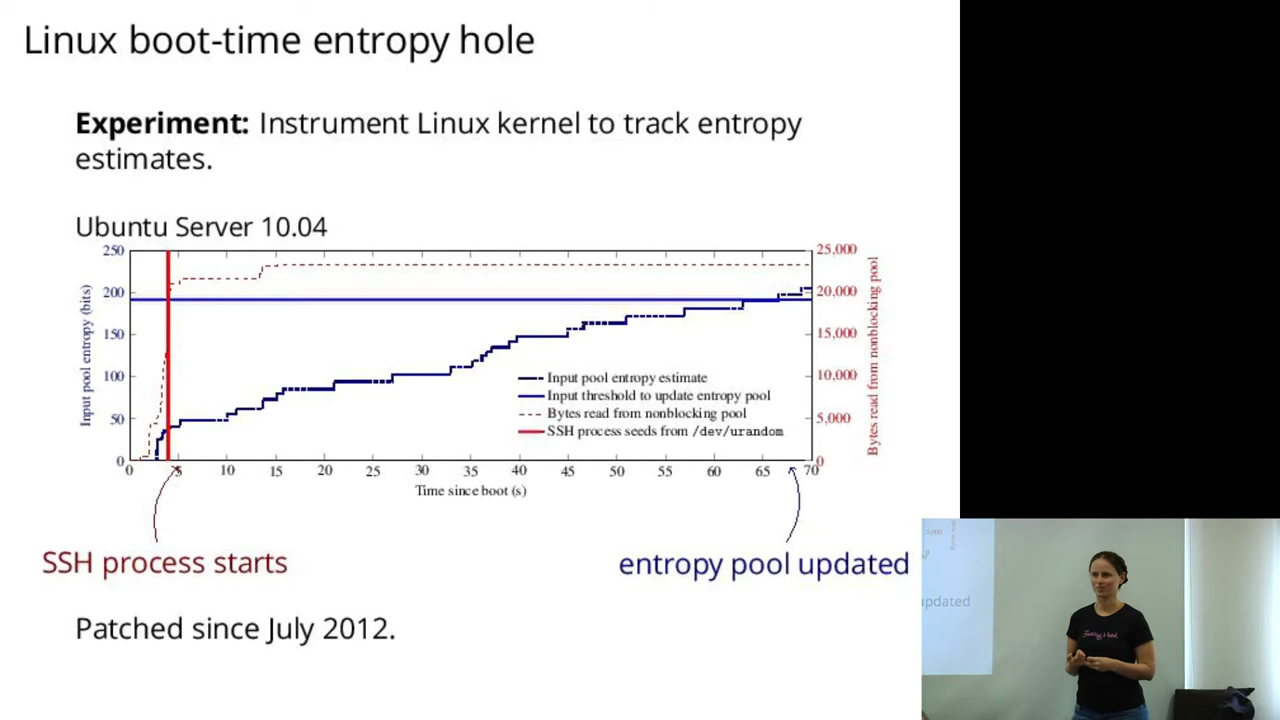 Linux boot-time entropy hole
Experiment: Instrument Linux kernel to track entropy
estimates.
Ubuntu Server 10.04
250
200
150
100
50
0
Input pool entropy (bits)
25,000
20,000
15,000
10,000
5,000
0
Bytes read from nonblocking pool
Input pool entropy estimate
Input threshold to update entropy pool
Bytes read from nonblocking pool
SSH process seeds from /dev/urandom
0 5 10 15 20 25 30 35 40 45 50 55 60 65 70
Time since boot (s)
SSH process starts
entropy pool updated
Patched since July 2012.
5,000
updated